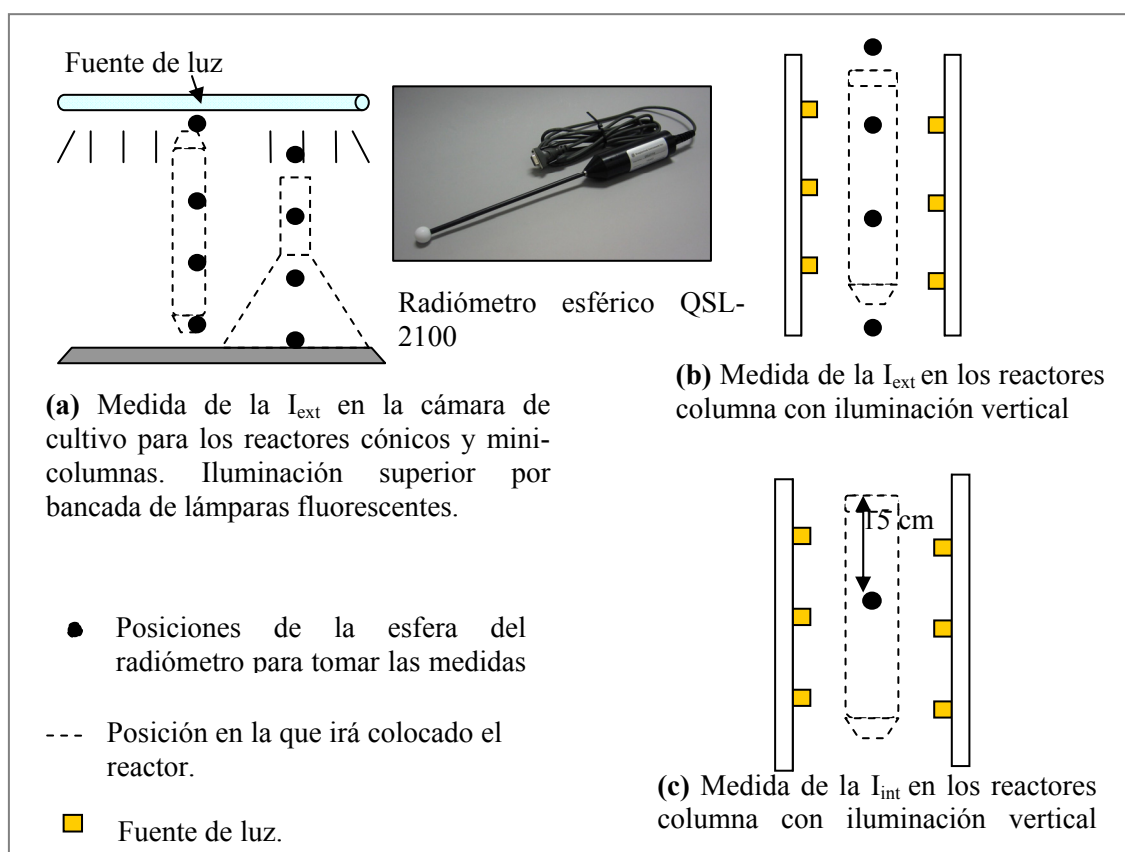 Fuente de luz
Radiómetro esférico QSL-
2100
(a) Medida de la Iext en la cámara de
cultivo para los reactores cónicos y mini-
columnas. Iluminación superior por
bancada de lámparas fluorescentes.
(b) Medida de la Iext en los reactores
columna con iluminación vertical
15 cm
(c) Medida de la Iint en los reactores
columna con iluminación vertical
Posiciones de la esfera del
radiómetro para tomar las medidas
Posición en la que irá colocado el
reactor.
Fuente de luz.